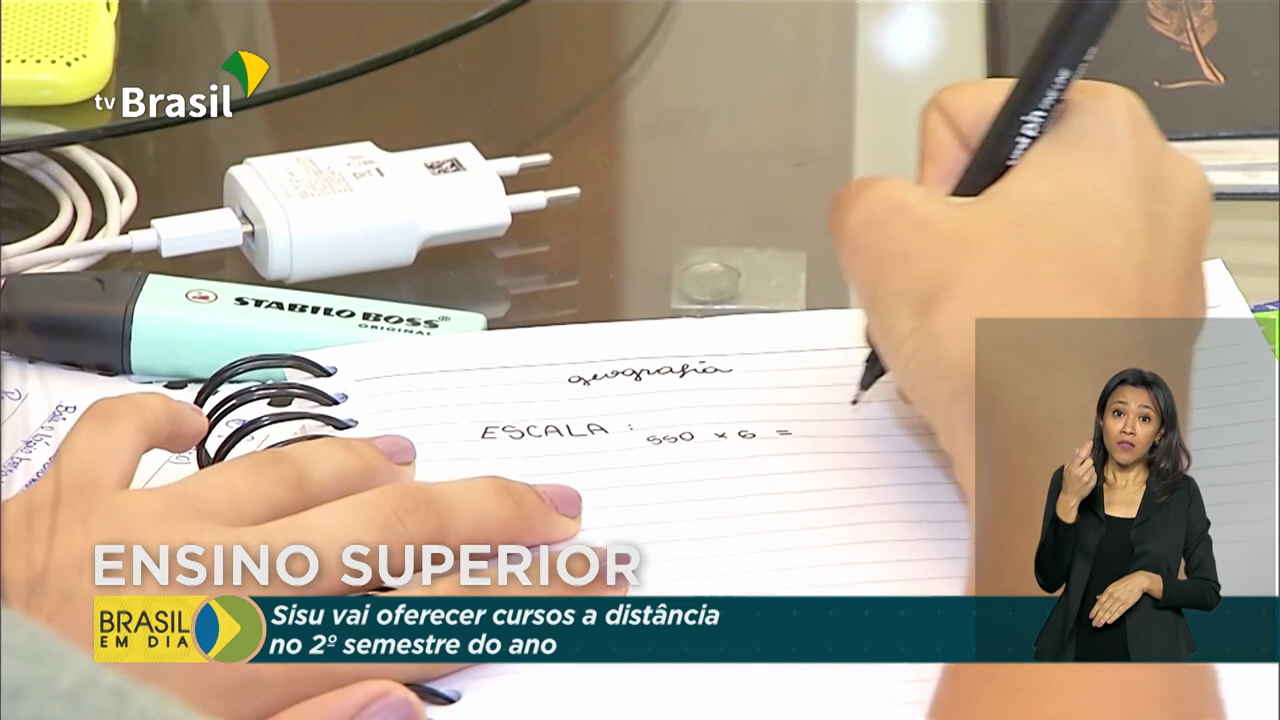 tv Brasil
STABILO BOSS®
ORIGINAL
geografia
ESCALA : 550 x 6 =
ENSINO SUPERIOR
BRASIL
EM DIA
Sisu vai oferecer cursos a distância
no 2º semestre do ano